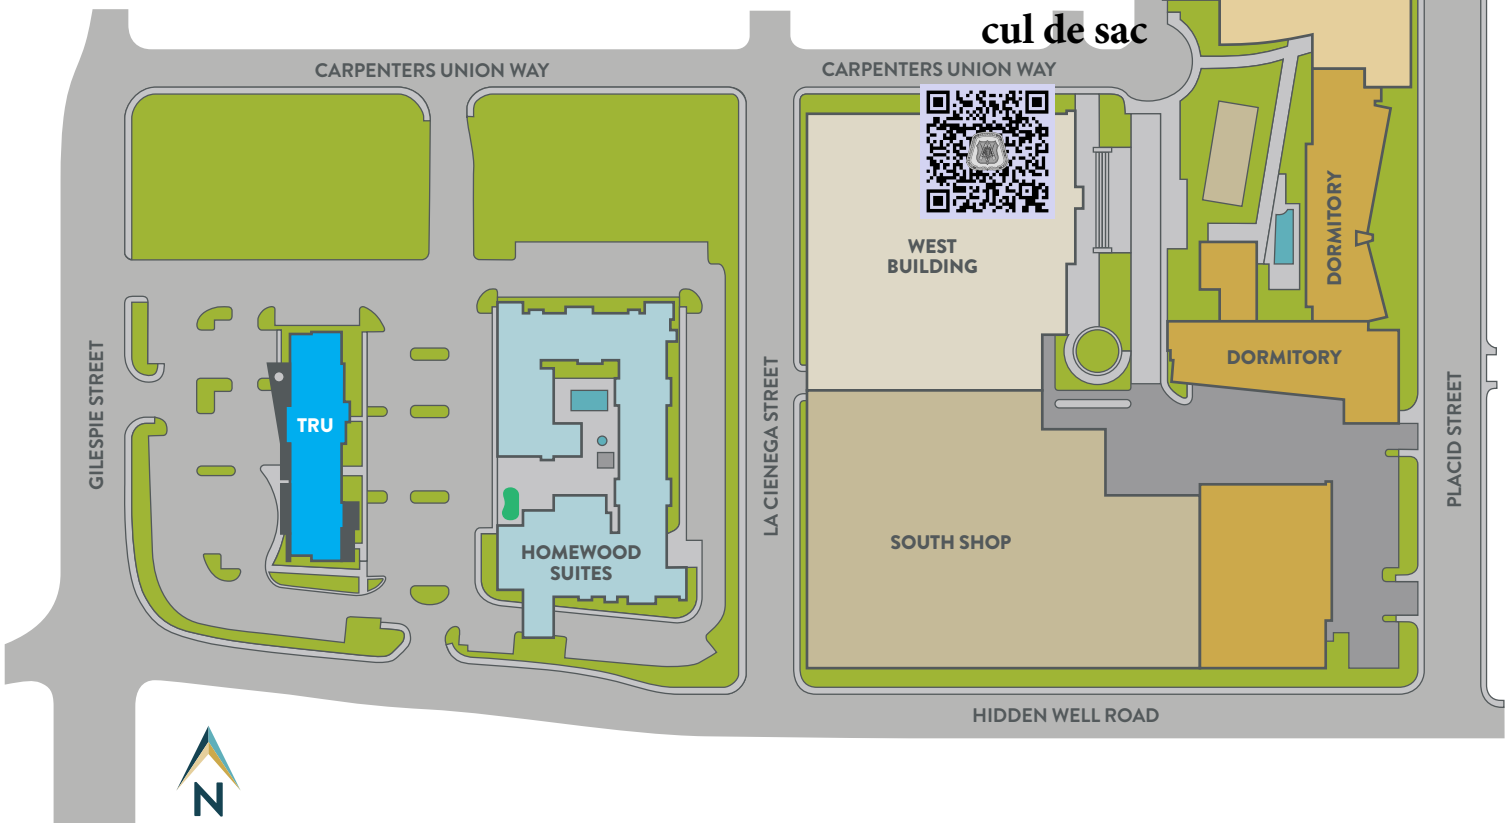 cul de sac
CARPENTERS UNION WAY
CARPENTERS UNION WAY
WEST
BUILDING
DORMITORY
DORMITORY
GILESPIE STREET
TRU
LA CIENEGA STREET
PLACID STREET
HOMEWOOD
SUITES
SOUTH SHOP
HIDDEN WELL ROAD
N